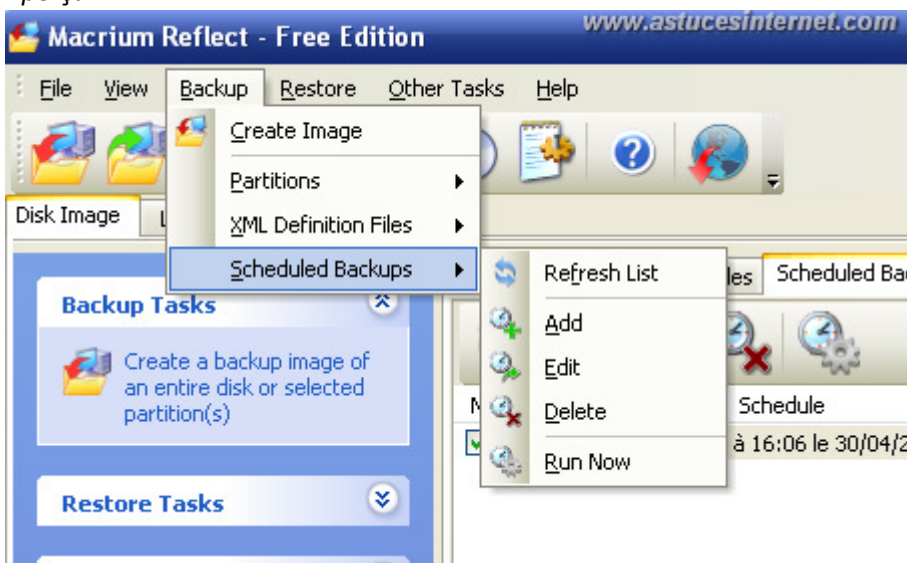 www.astucesinternet.com
Macrium Reflect - Free Edition
File View Backup Restore Other Tasks Help
Create Image
Partitions
XML Definition Files
Scheduled Backups
Refresh List
Add
Edit
Delete
Run Now
Disk Image
Scheduled Ba
Backup Tasks
Create a backup image of
an entire disk or selected
partition(s)
Schedule
à 16:06 le 30/04/2
Restore Tasks